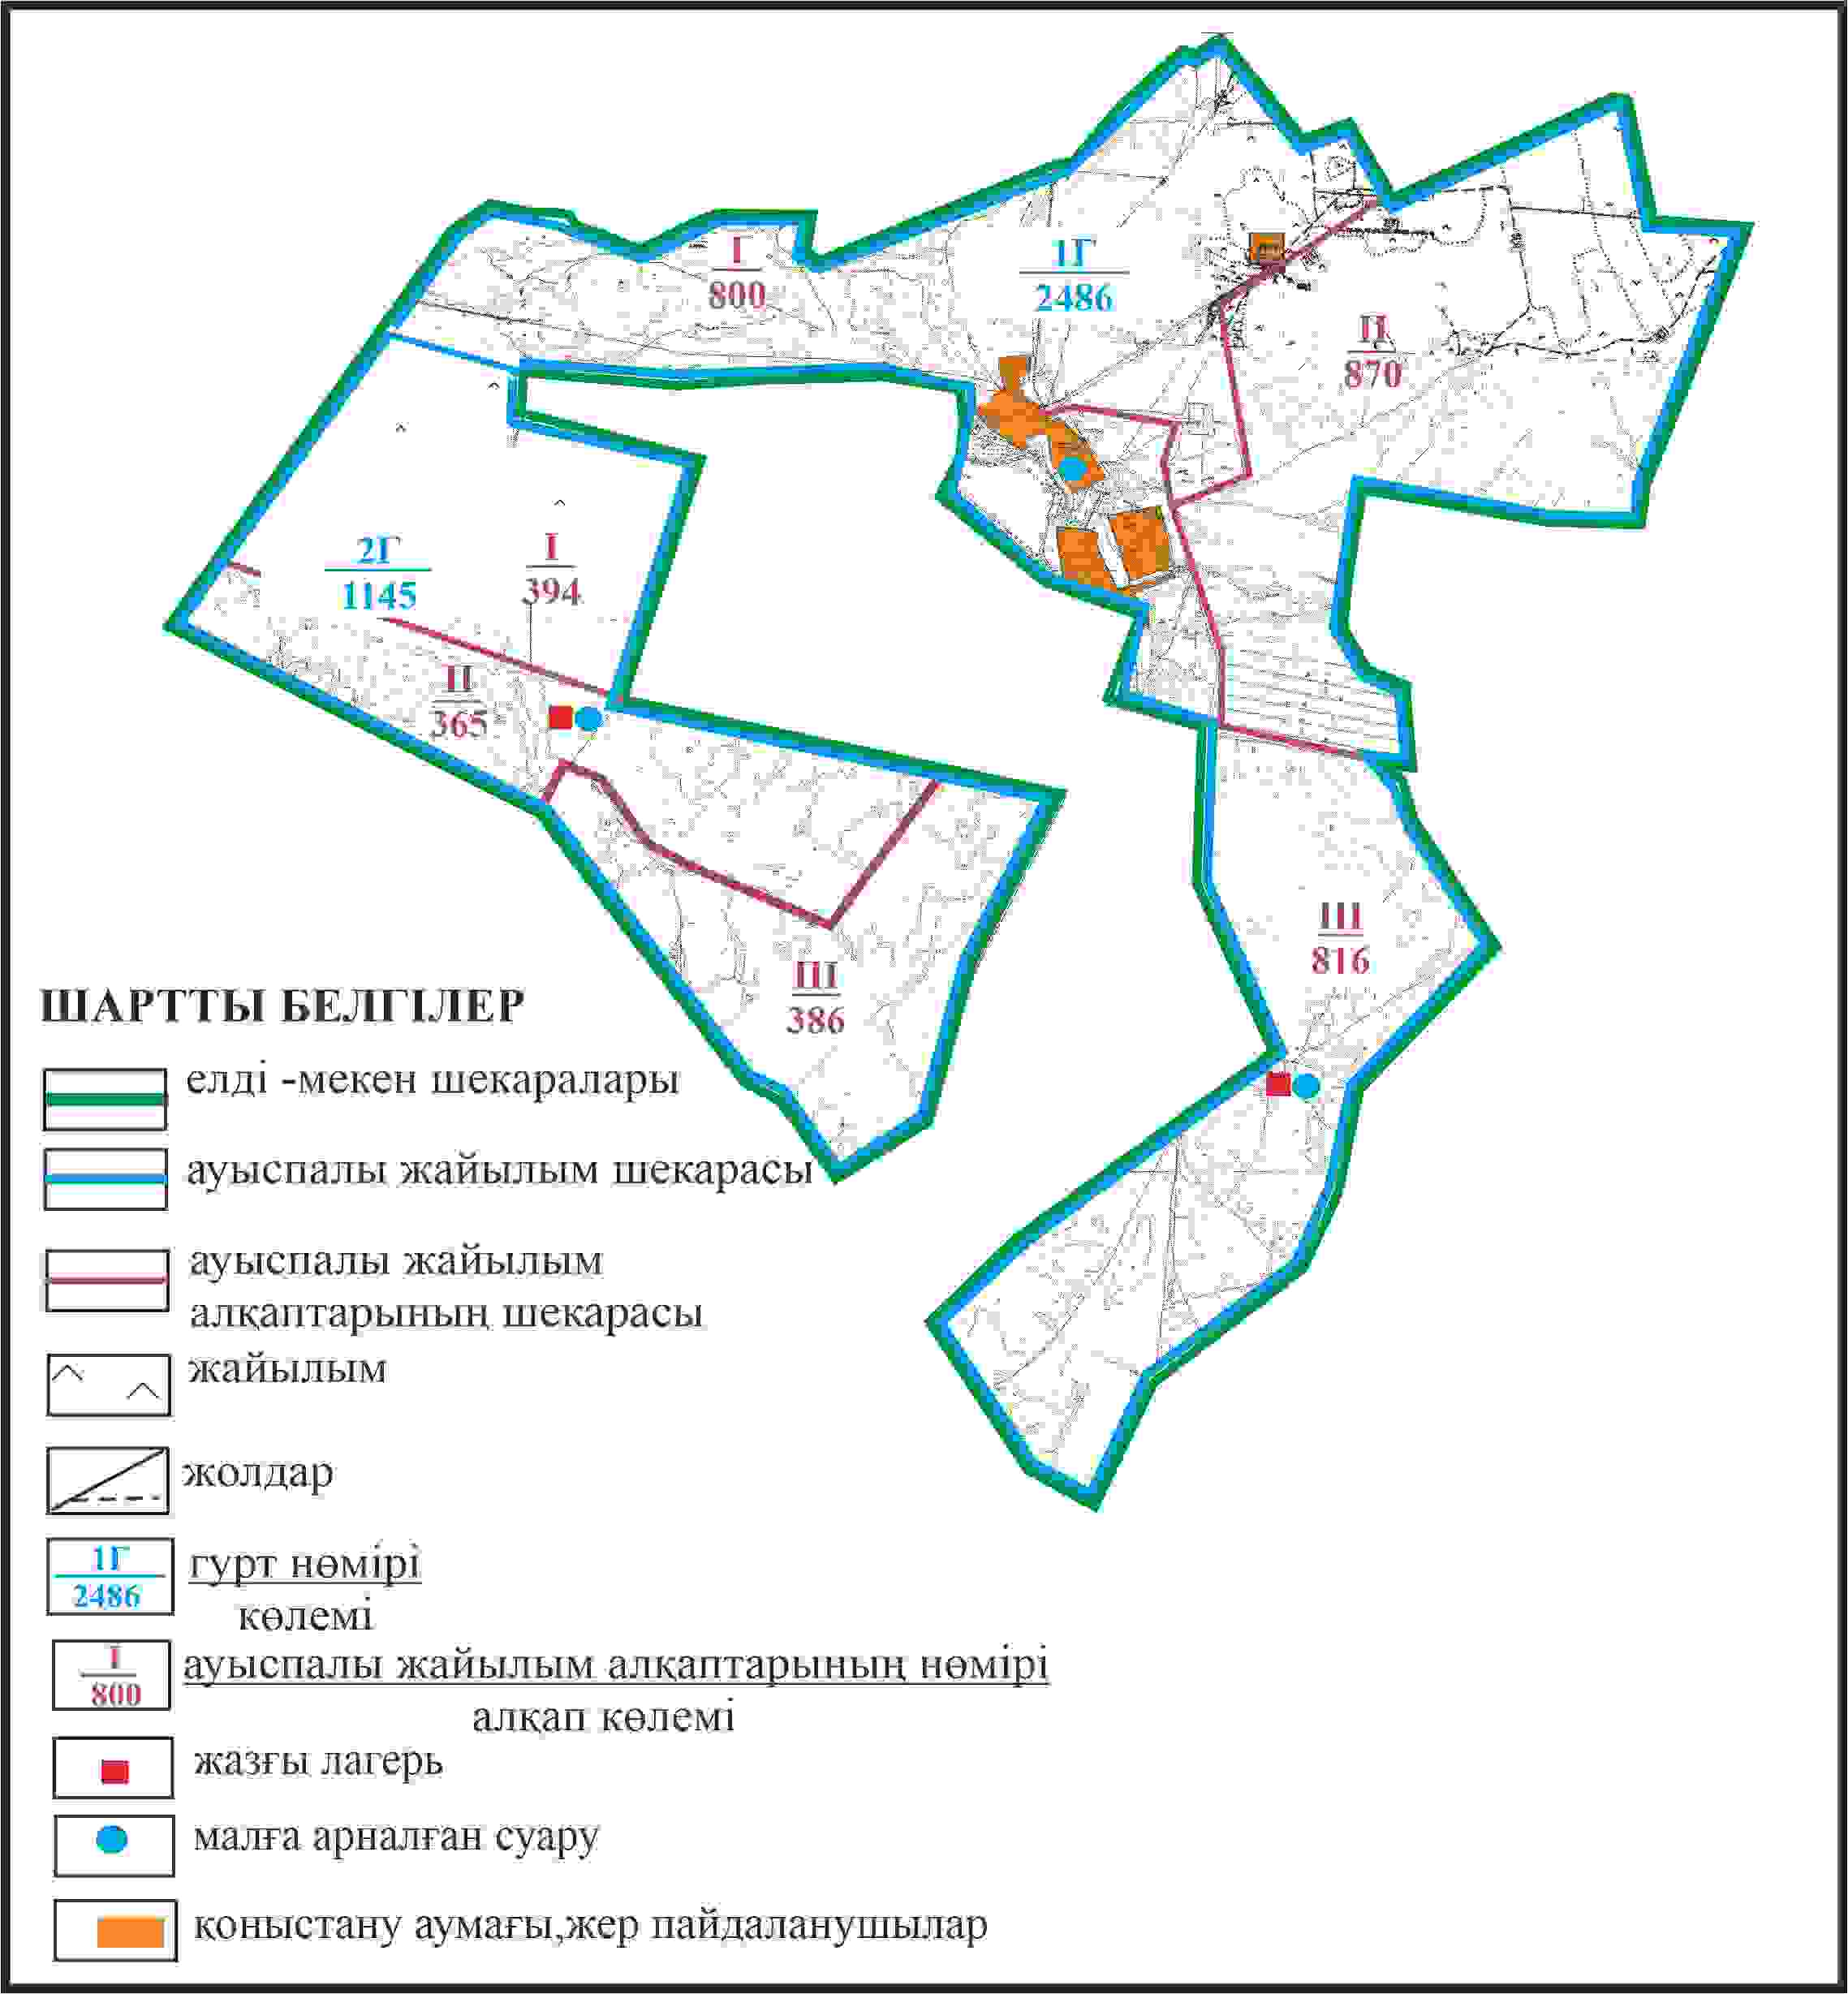 I
800
1Г
2486
II
870
2Г
1145
I
394
II
365
III
386
III
816
ШАРТТЫ БЕЛГІЛЕР
елді -мекен шекаралары
ауыспалы жайылым шекарасы
ауыспалы жайылым
алқаптарының шекарасы
жайылым
жолдар
1Г
2486
гурт нөмірі
көлемі
I
800
ауыспалы жайылым алқаптарының нөмірі
алқап көлемі
жазғы лагерь
малға арналған суару
қоныстану аумағы,жер пайдаланушылар